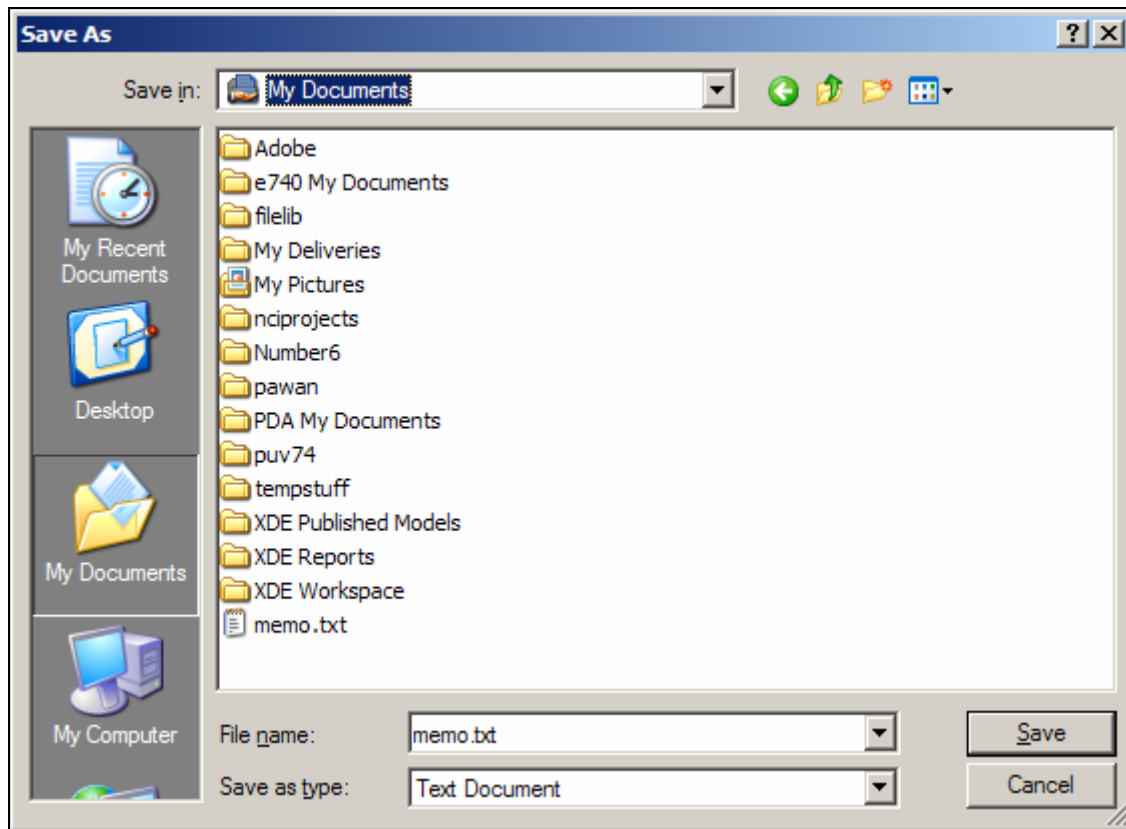 Save As
Save in:
My Documents
My Recent
Documents
Desktop
My Documents
My Computer
Adobe
e740 My Documents
filelib
My Deliveries
My Pictures
nciprojects
Number6
pawan
PDA My Documents
puv74
tempstuff
XDE Published Models
XDE Reports
XDE Workspace
memo.txt
File name:
memo.txt
Save
Save as type:
Text Document
Cancel